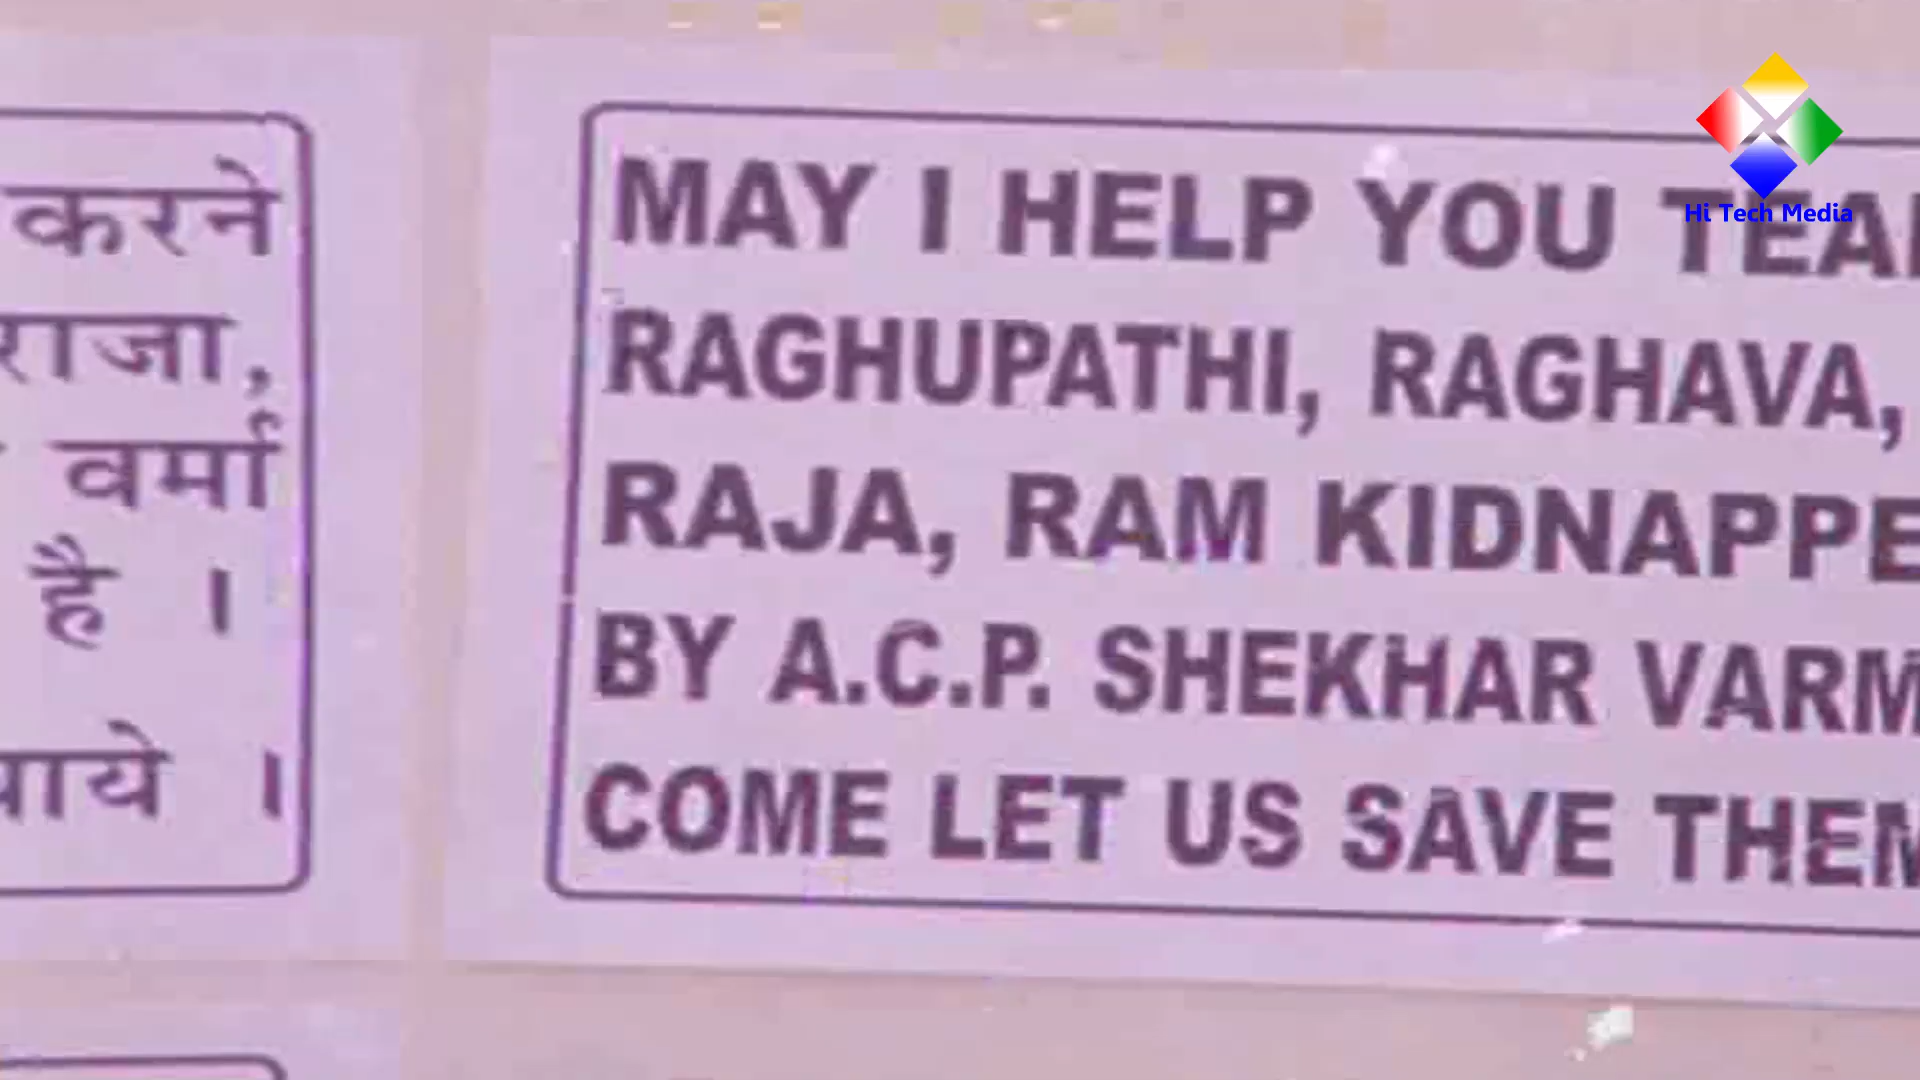 करने
राजा,
वर्मा
है ।
MAY I HELP YOU
RAGHUPATHI, RAGHAVA,
RAJA, RAM
BY A.C.P. SHEKHAR
COME LET US SAVE
Hi Tech Media